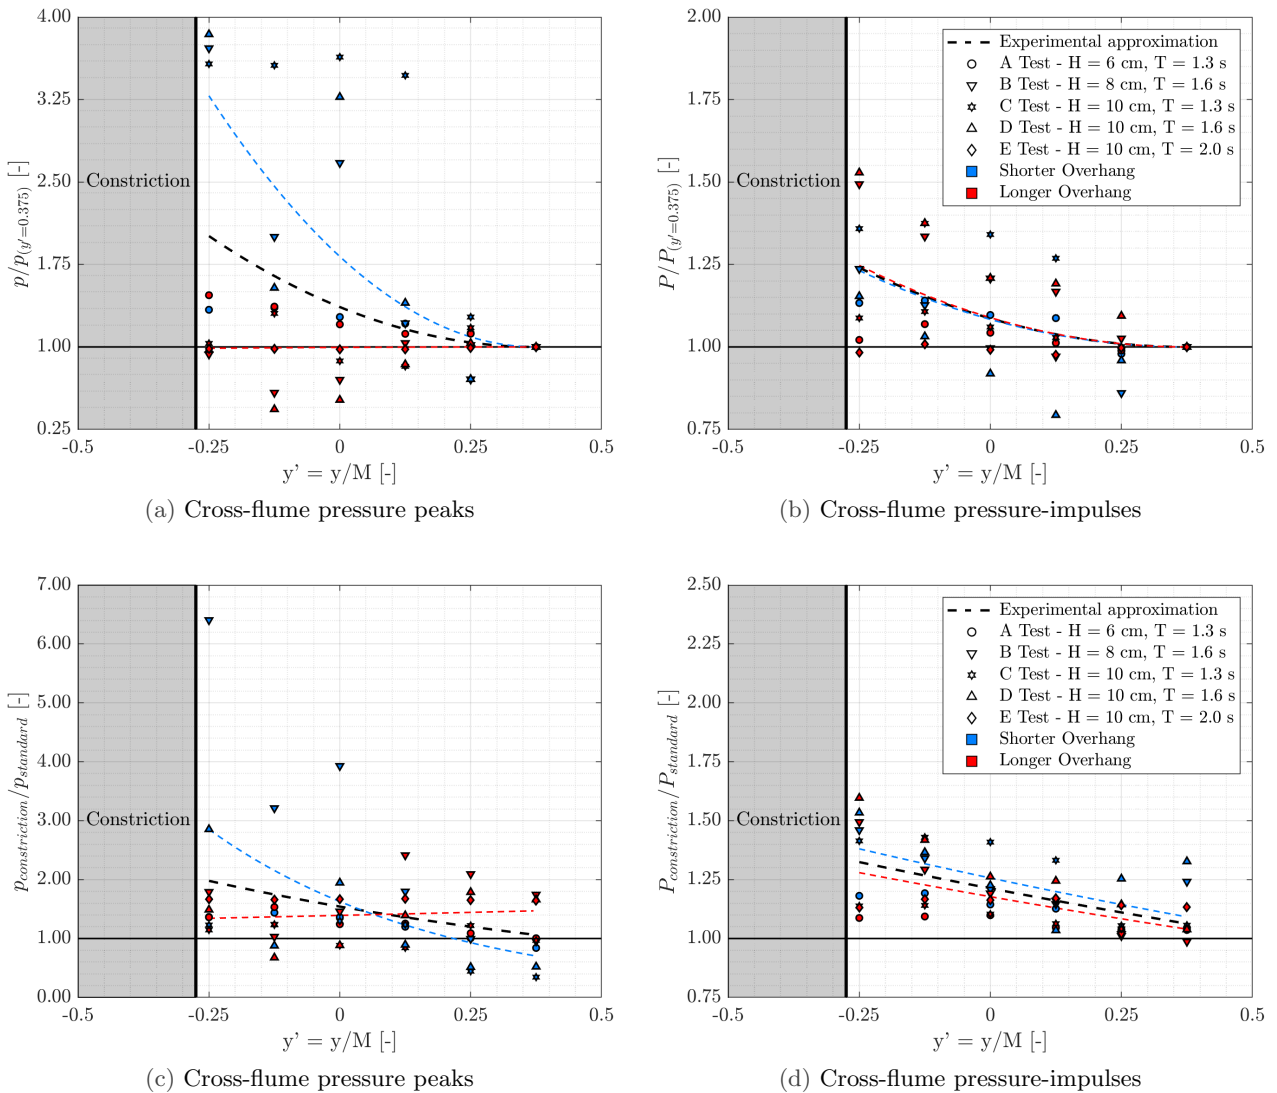 4.00
3.25
2.50
1.75
1.00
0.25
p/p(y'=0.375) [-]
Constriction
-0.5
-0.25
0
0.25
0.5
y' = y/M [-]
(a) Cross-flume pressure peaks
2.00
1.75
1.50
1.25
1.00
0.75
P/P(y'=0.375) [-]
Constriction
Experimental approximation
A Test - H = 6 cm, T = 1.3 s
B Test - H = 8 cm, T = 1.6 s
C Test - H = 10 cm, T = 1.3 s
D Test - H = 10 cm, T = 1.6 s
E Test - H = 10 cm, T = 2.0 s
Shorter Overhang
Longer Overhang
-0.5
-0.25
0
0.25
0.5
y' = y/M [-]
(b) Cross-flume pressure-impulses
7.00
6.00
5.00
4.00
3.00
2.00
1.00
0.00
pconstriction/pstandard [-]
Constriction
-0.5
-0.25
0
0.25
0.5
y' = y/M [-]
(c) Cross-flume pressure peaks
2.50
2.25
2.00
1.75
1.50
1.25
1.00
0.75
Pconstriction/Pstandard [-]
Constriction
Experimental approximation
A Test - H = 6 cm, T = 1.3 s
B Test - H = 8 cm, T = 1.6 s
C Test - H = 10 cm, T = 1.3 s
D Test - H = 10 cm, T = 1.6 s
E Test - H = 10 cm, T = 2.0 s
Shorter Overhang
Longer Overhang
-0.5
-0.25
0
0.25
0.5
y' = y/M [-]
(d) Cross-flume pressure-impulses